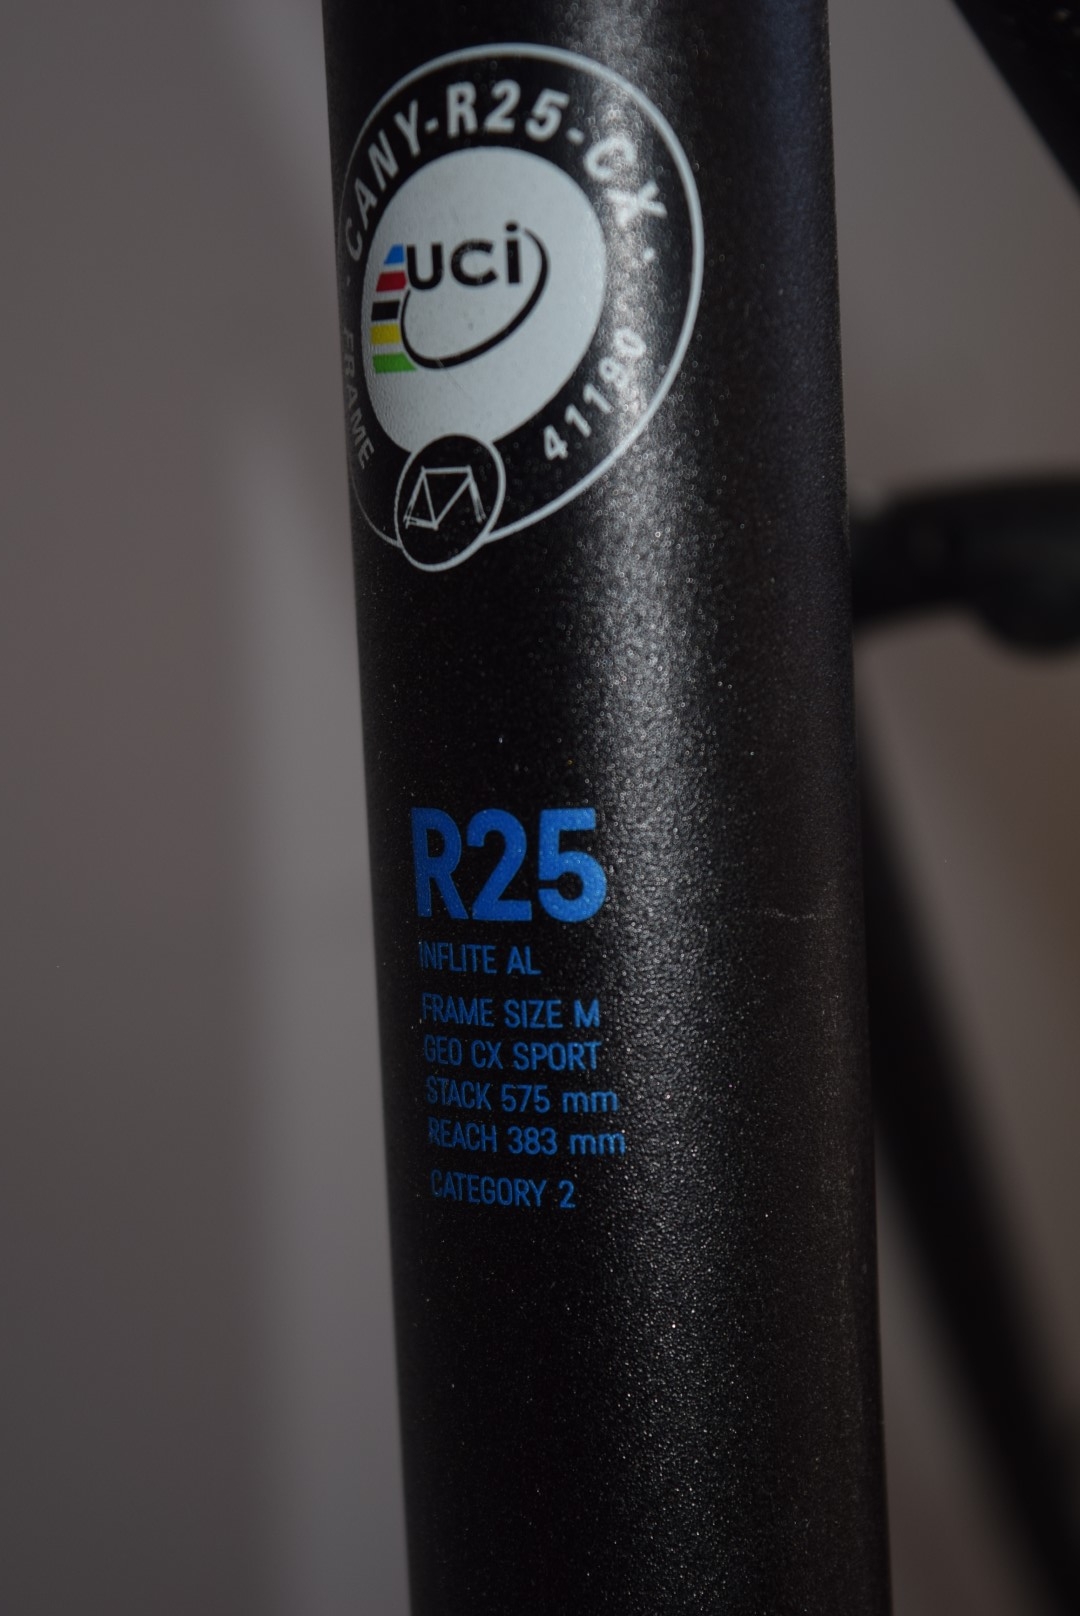 CANY-R25-CX
UCi
FRAME
41190
R25
INFLITE AL
FRAME SIZE M
GEO CX SPORT
STACK 575 mm
REACH 383 mm
CATEGORY 2